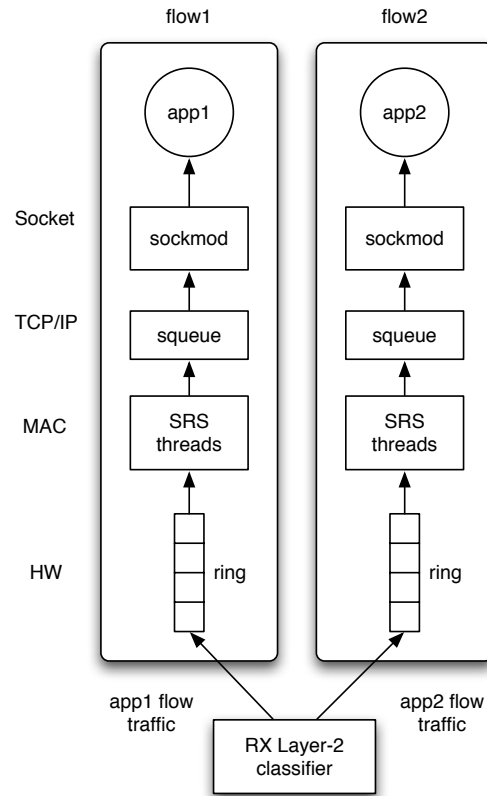 flow1
flow2
app1
app2
Socket
sockmod
sockmod
TCP/IP
squeue
squeue
MAC
SRS
threads
SRS
threads
HW
ring
ring
app1 flow
traffic
app2 flow
traffic
RX Layer-2
classifier